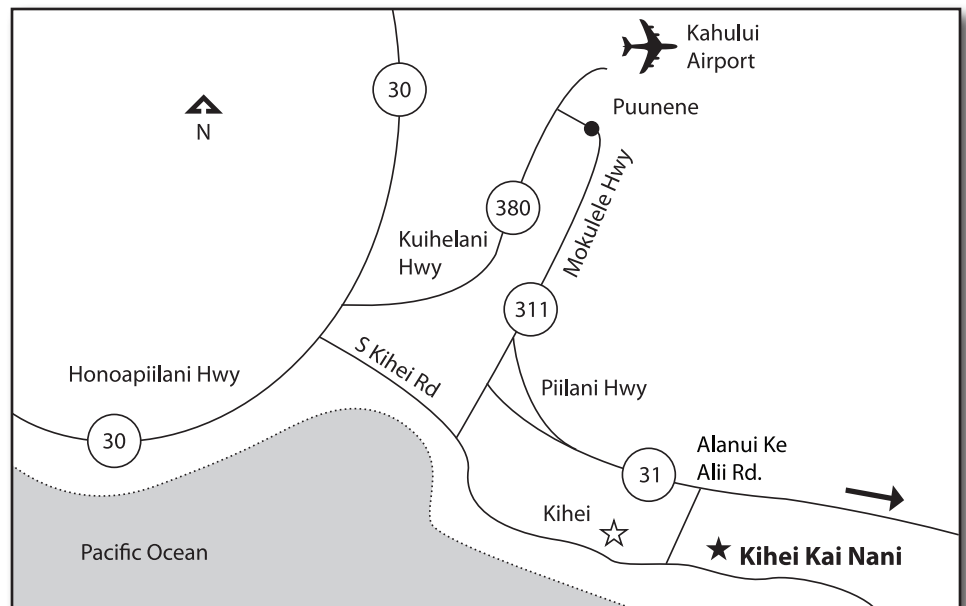 Kahului
Airport
30
Puunene
N
380
Mokulele Hwy
Kuihelani
Hwy
311
S Kihei Rd
Honoapiilani Hwy
Piilani Hwy
30
Alanui Ke
Alii Rd.
31
Kihei
Pacific Ocean
Kihei Kai Nani